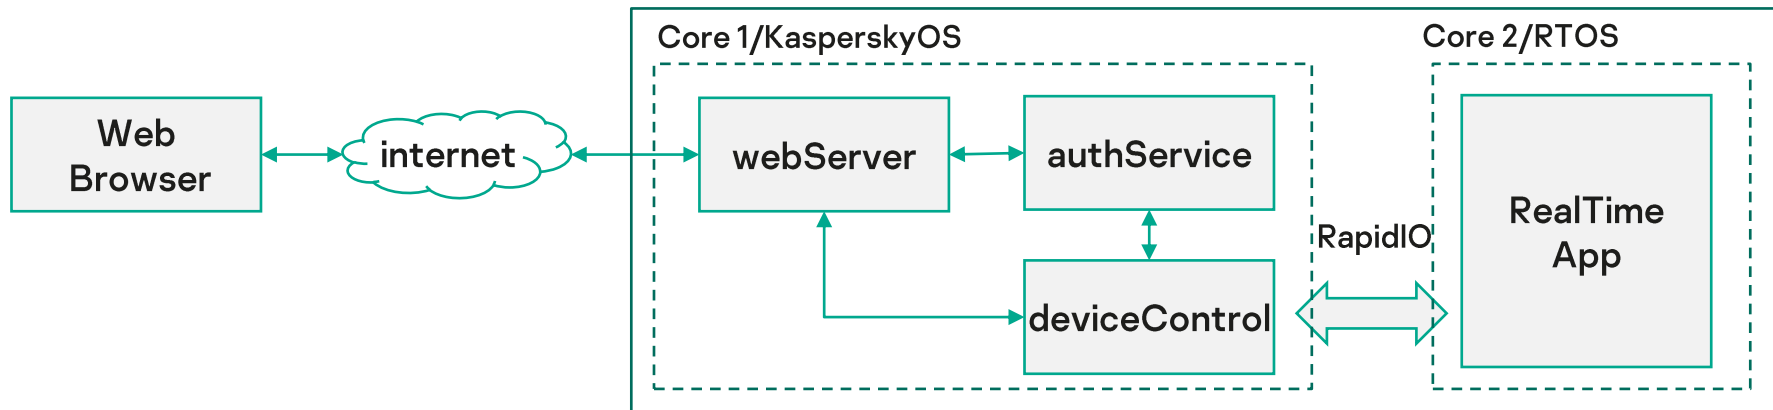 Core 1/KasperskyOS
Core 2/RTOS
Web
Browser
internet
webServer
authService
RealTime
App
RapidIO
deviceControl